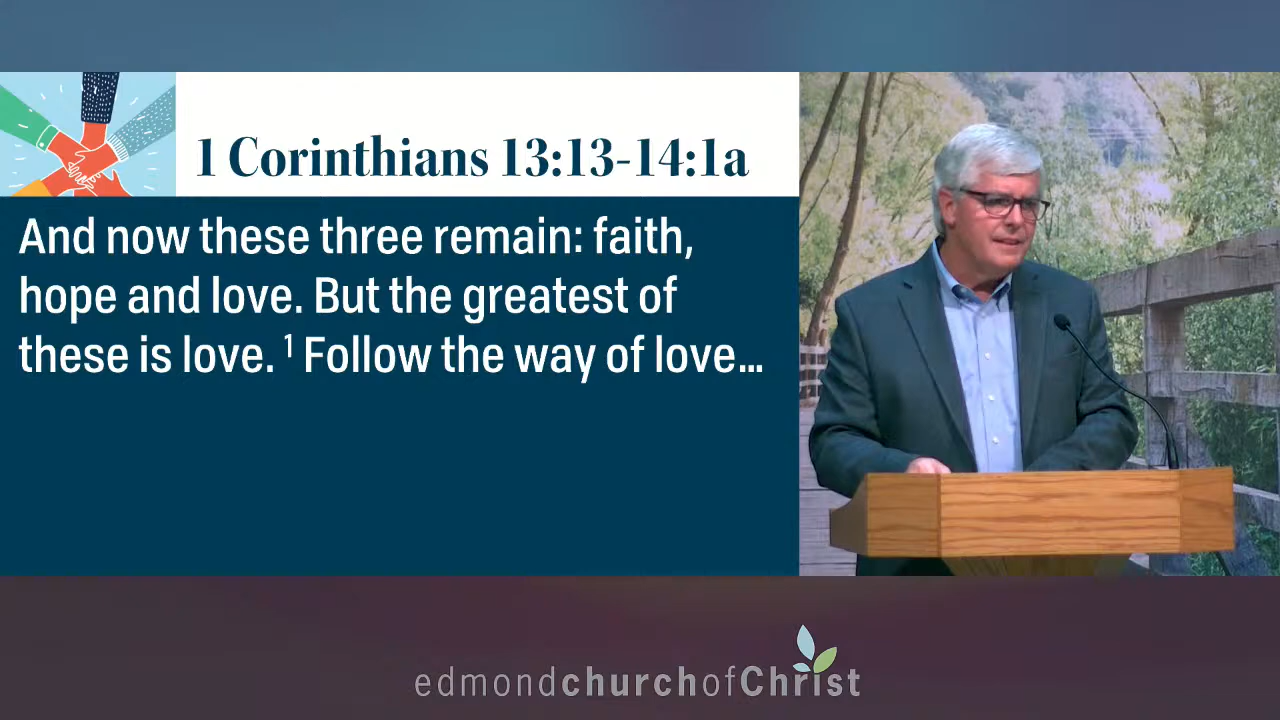 1 Corinthians 13:13-14:1a
And now these three remain: faith,
hope and love. But the greatest of
these is love. ¹ Follow the way of love...
edmondchurchofChrist